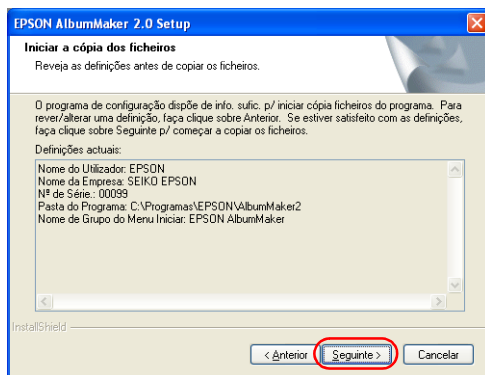 EPSON AlbumMaker 2.0 Setup
Iniciar a cópia dos ficheiros
Reveja as definições antes de copiar os ficheiros.
O programa de configuração dispõe de info. sufic. p/ iniciar cópia ficheiros do programa. Para
rever/alterar uma definição, faça clique sobre Anterior. Se estiver satisfeito com as definições,
faça clique sobre Seguinte p/ começar a copiar os ficheiros.
Definições actuais:
Nome do Utilizador: EPSON
Nome da Empresa: SEIKO EPSON
Nª de Série.: 00099
Pasta do Programa: C:\Programas\EPSON\AlbumMaker2
Nome de Grupo do Menu Iniciar: EPSON AlbumMaker
InstallShield
< Anterior Seguinte > Cancelar